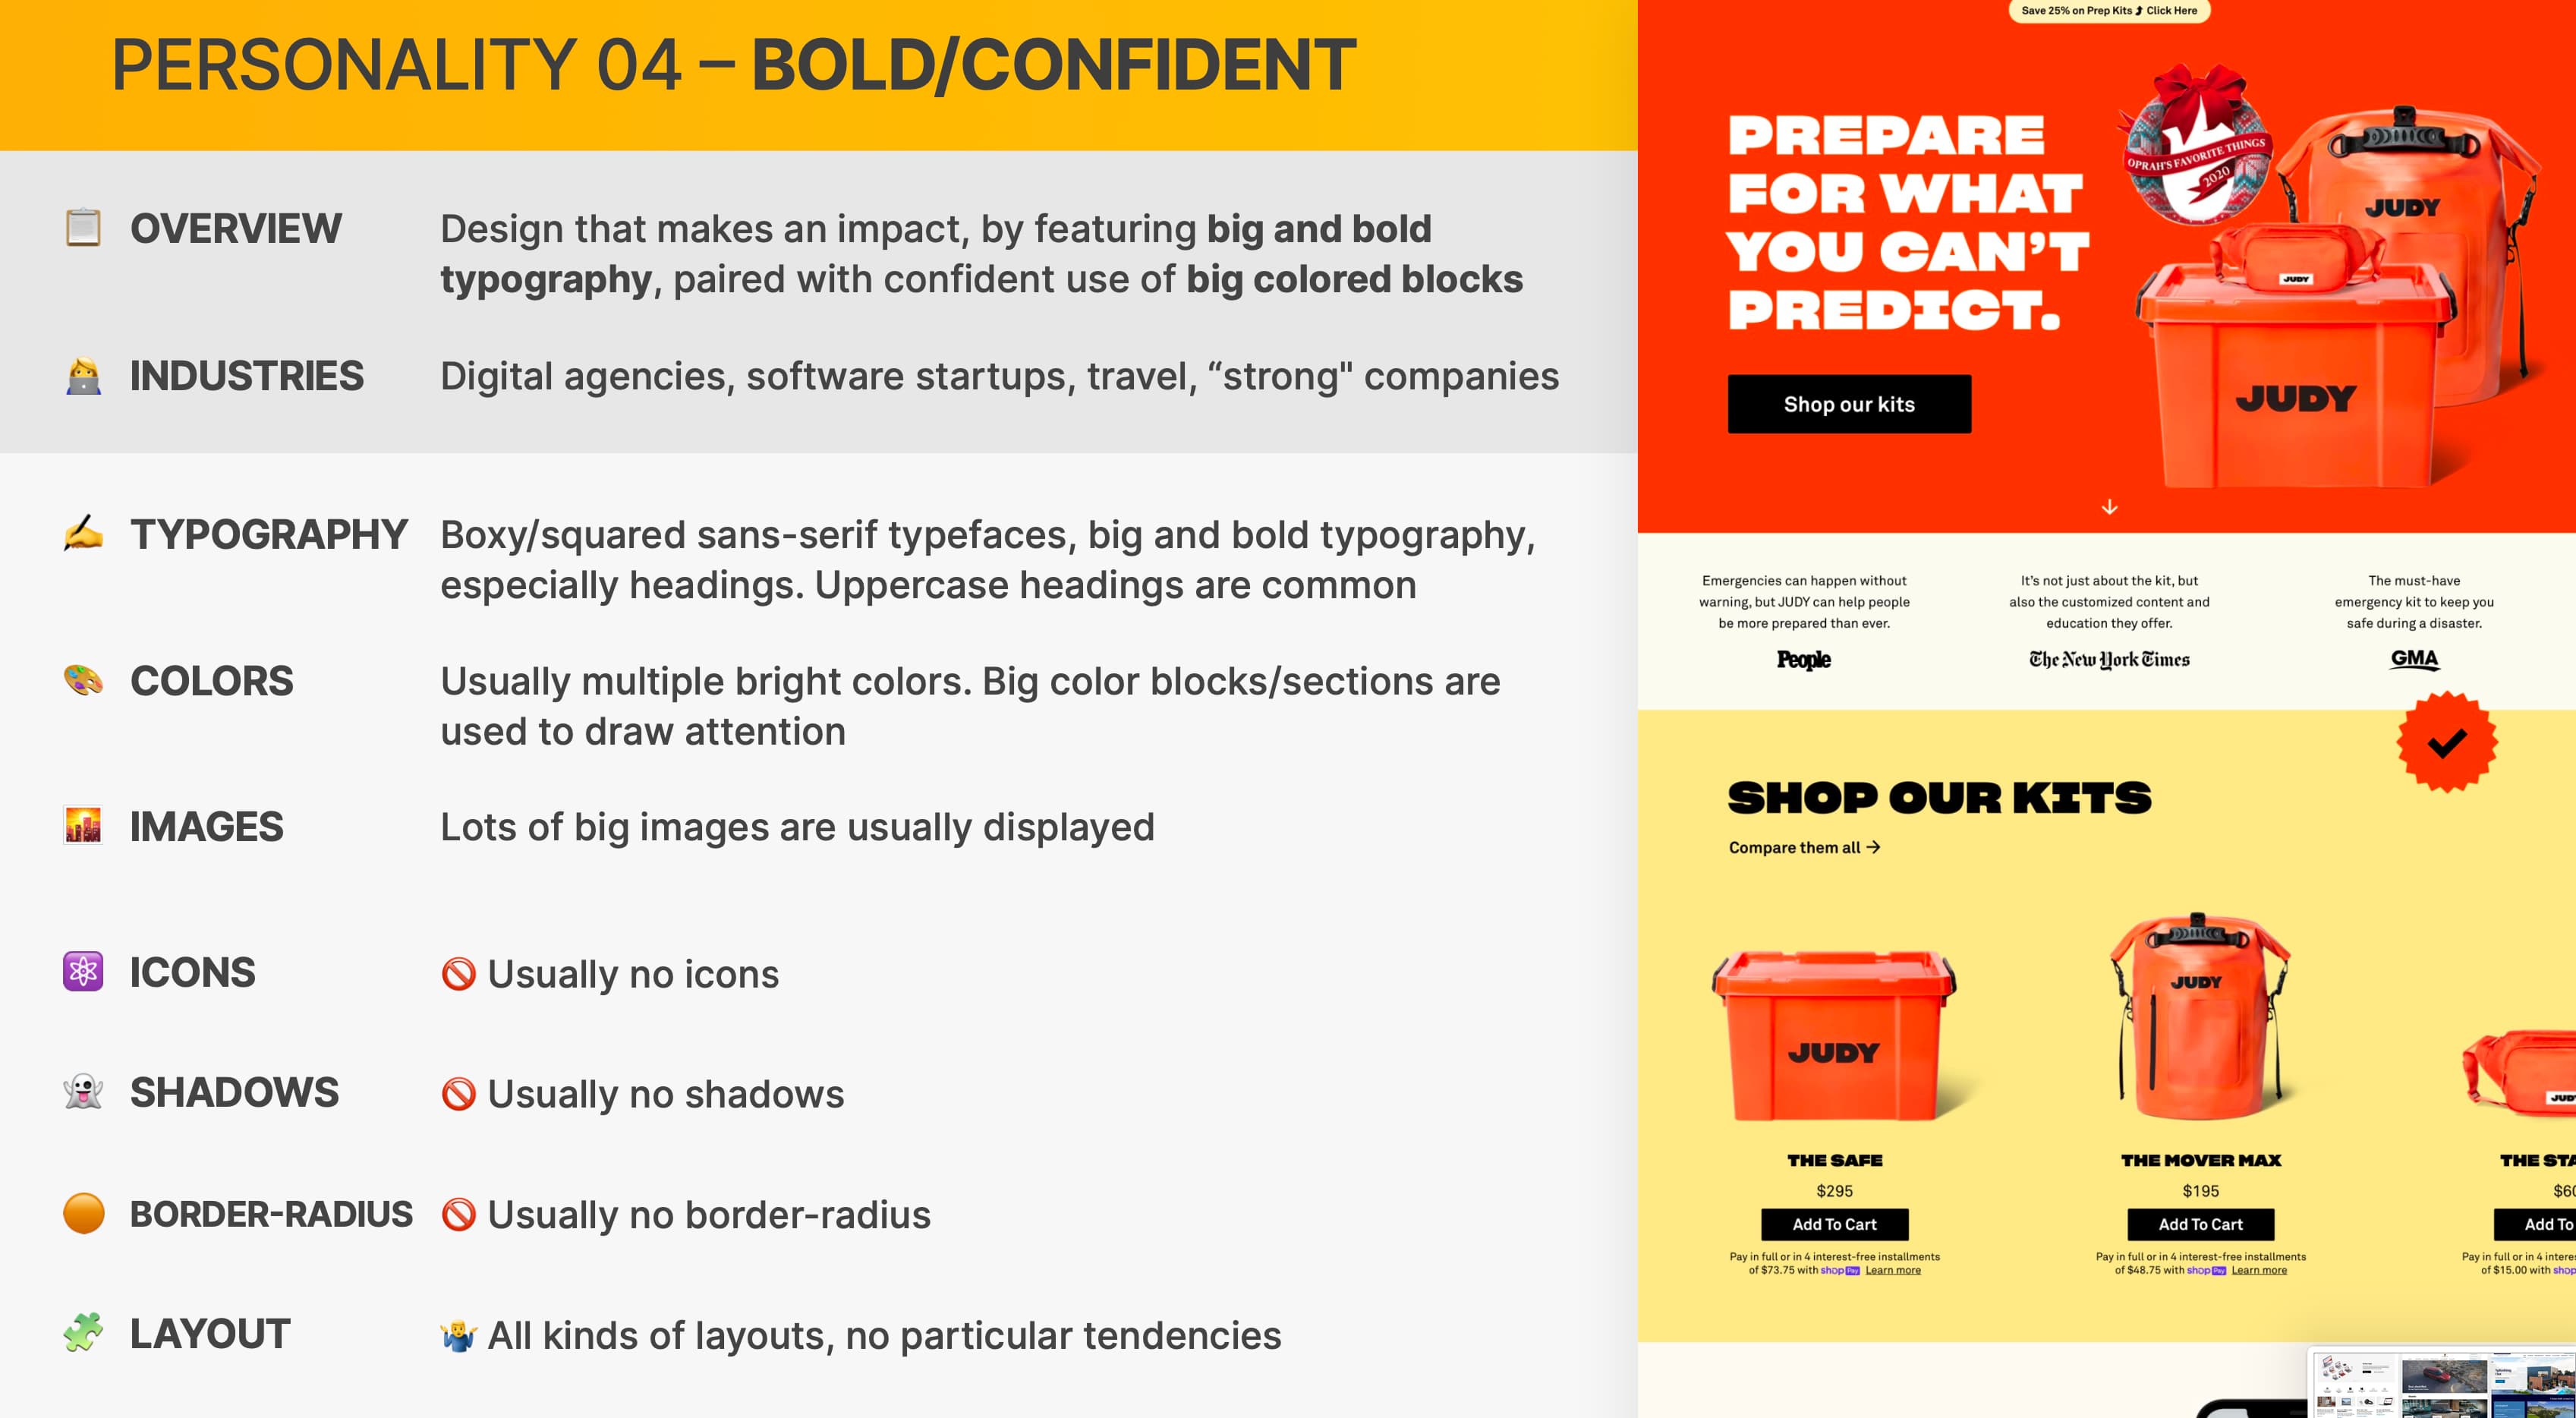 PERSONALITY 04 – BOLD/CONFIDENT
OVERVIEW
Design that makes an impact, by featuring big and bold
typography, paired with confident use of big colored blocks
INDUSTRIES
Digital agencies, software startups, travel, “strong" companies
TYPOGRAPHY
Boxy/squared sans-serif typefaces, big and bold typography,
especially headings. Uppercase headings are common
COLORS
Usually multiple bright colors. Big color blocks/sections are
used to draw attention
IMAGES
Lots of big images are usually displayed
ICONS
Usually no icons
SHADOWS
Usually no shadows
BORDER-RADIUS
Usually no border-radius
LAYOUT
All kinds of layouts, no particular tendencies
Save 25% on Prep Kits Click Here
PREPARE
FOR WHAT
YOU CAN’T
PREDICT.
Shop our kits
OPRAH'S FAVORITE THINGS
2020
JUDY
JUDY
JUDY
Emergencies can happen without
warning, but JUDY can help people
be more prepared than ever.
People
It’s not just about the kit, but
also the customized content and
education they offer.
The New York Times
The must-have
emergency kit to keep you
safe during a disaster.
GMA
SHOP OUR KITS
Compare them all →
JUDY
JUDY
THE SAFE
$295
Add To Cart
Pay in full or in 4 interest-free installments
of $73.75 with shop Pay Learn more
THE MOVER MAX
$195
Add To Cart
Pay in full or in 4 interest-free installments
of $48.75 with shop Pay Learn more
JUD
THE STA
$60
Add To
Pay in full or in 4 interes
of $15.00 with shop